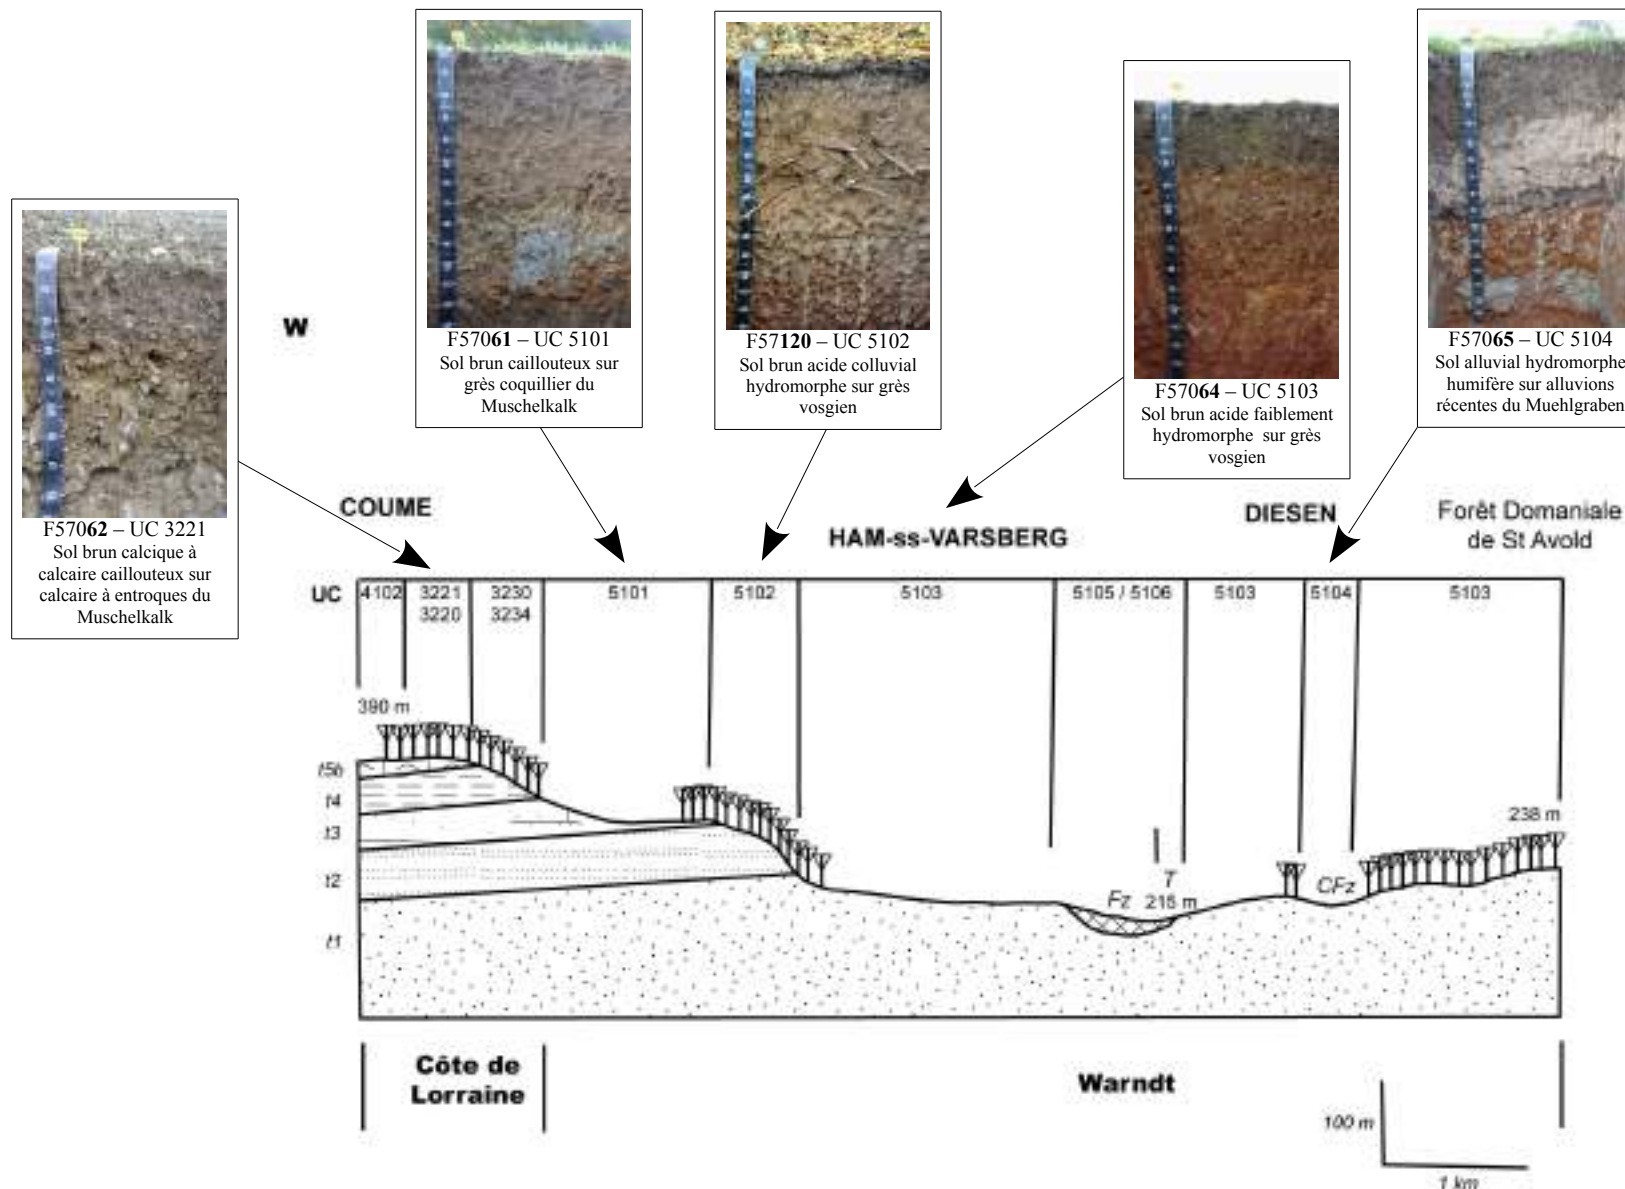 F57061 – UC 5101
Sol brun caillouteux sur
grès coquillier du
Muschelkalk
F57120 – UC 5102
Sol brun acide colluvial
hydromorphe sur grès
vosgien
F57064 – UC 5103
Sol brun acide faiblement
hydromorphe sur grès
vosgien
F57065 – UC 5104
Sol alluvial hydromorphe
humifère sur alluvions
récentes du Muehlgraben
F57062 – UC 3221
Sol brun calcique à
calcaire caillouteux sur
calcaire à entroques du
Muschelkalk
W
COUME
HAM-ss-VARSBERG
DIESEN
Forêt Domaniale
de St Avold
UC 4102 3221 3230 5101 5102 5103 5105 / 5106 5103 5104 5103
3220 3234
390 m
t5b
t4
t3
t2
t1
238 m
T
Fz 215 m
CFz
Côte de
Lorraine
Warndt
100 m
1 km